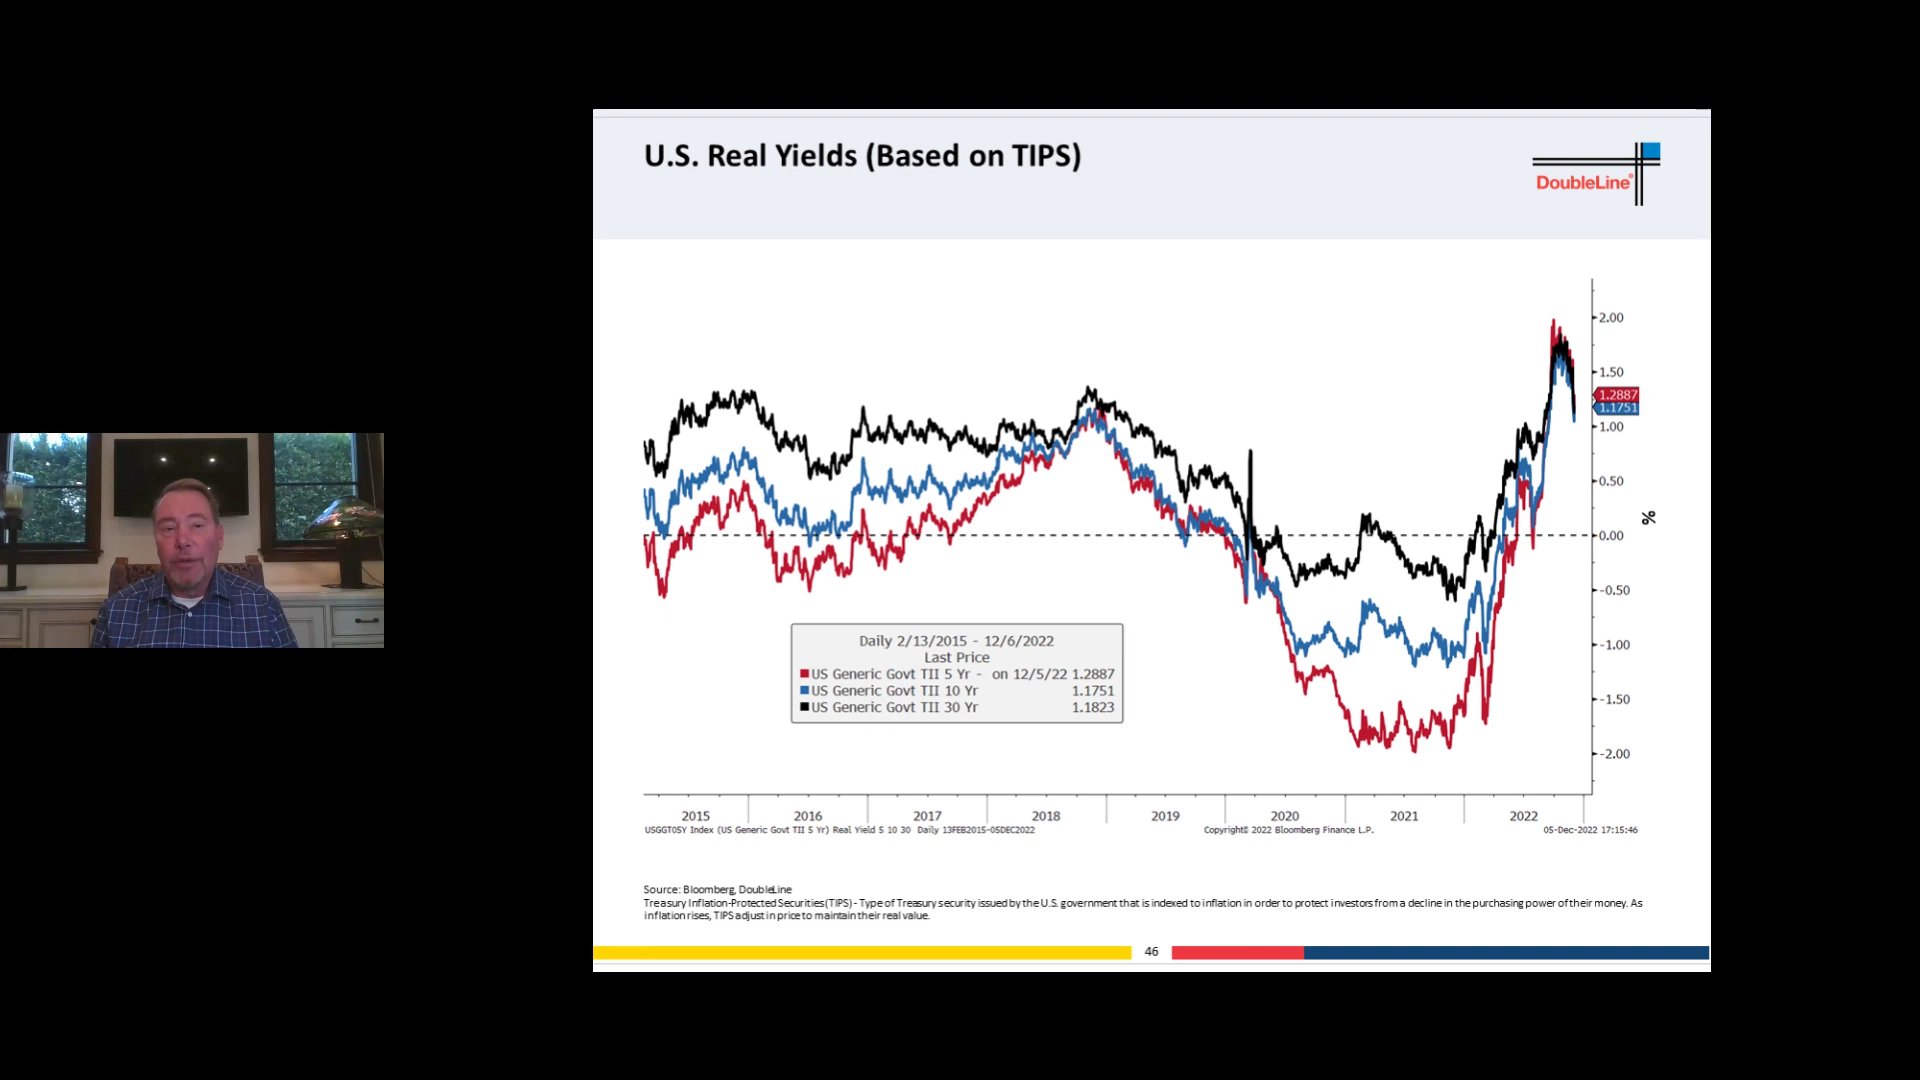 U.S. Real Yields (Based on TIPS)
DoubleLine®
2.00
1.50
1.2887
1.1751
1.00
0.50
0.00
-0.50
-1.00
-1.50
-2.00
%
Daily 2/13/2015 - 12/6/2022
Last Price
US Generic Govt TII 5 Yr - on 12/5/22 1.2887
US Generic Govt TII 10 Yr 1.1751
US Generic Govt TII 30 Yr 1.1823
2015 2016 2017 2018 2019 2020 2021 2022
USGGT05Y Index (US Generic Govt TII 5 Yr) Real Yield 5 10 30 Daily 13FEB2015-05DEC2022 Copyright© 2022 Bloomberg Finance L.P. 05-Dec-2022 17:15:46
Source: Bloomberg, DoubleLine
Treasury Inflation-Protected Securities (TIPS) - Type of Treasury security issued by the U.S. government that is indexed to inflation in order to protect investors from a decline in the purchasing power of their money. As
inflation rises, TIPS adjust in price to maintain their real value.
46